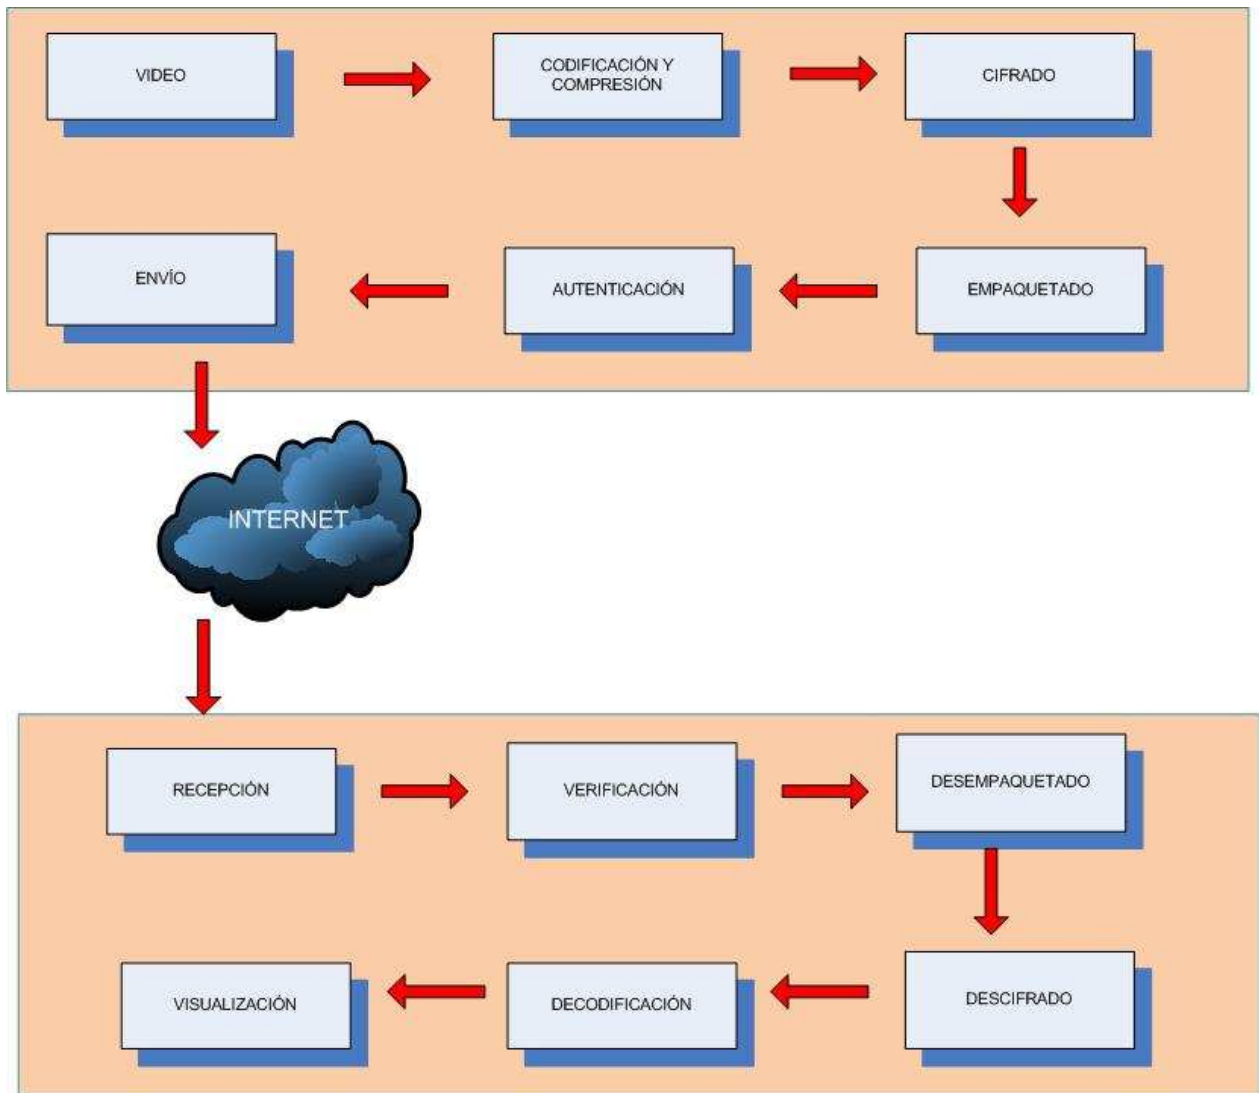 VIDEO
CODIFICACIÓN Y
COMPRESIÓN
CIFRADO
ENVÍO
AUTENTICACIÓN
EMPAQUETADO
INTERNET
RECEPCIÓN
VERIFICACIÓN
DESEMPAQUETADO
VISUALIZACIÓN
DECODIFICACIÓN
DESCIFRADO